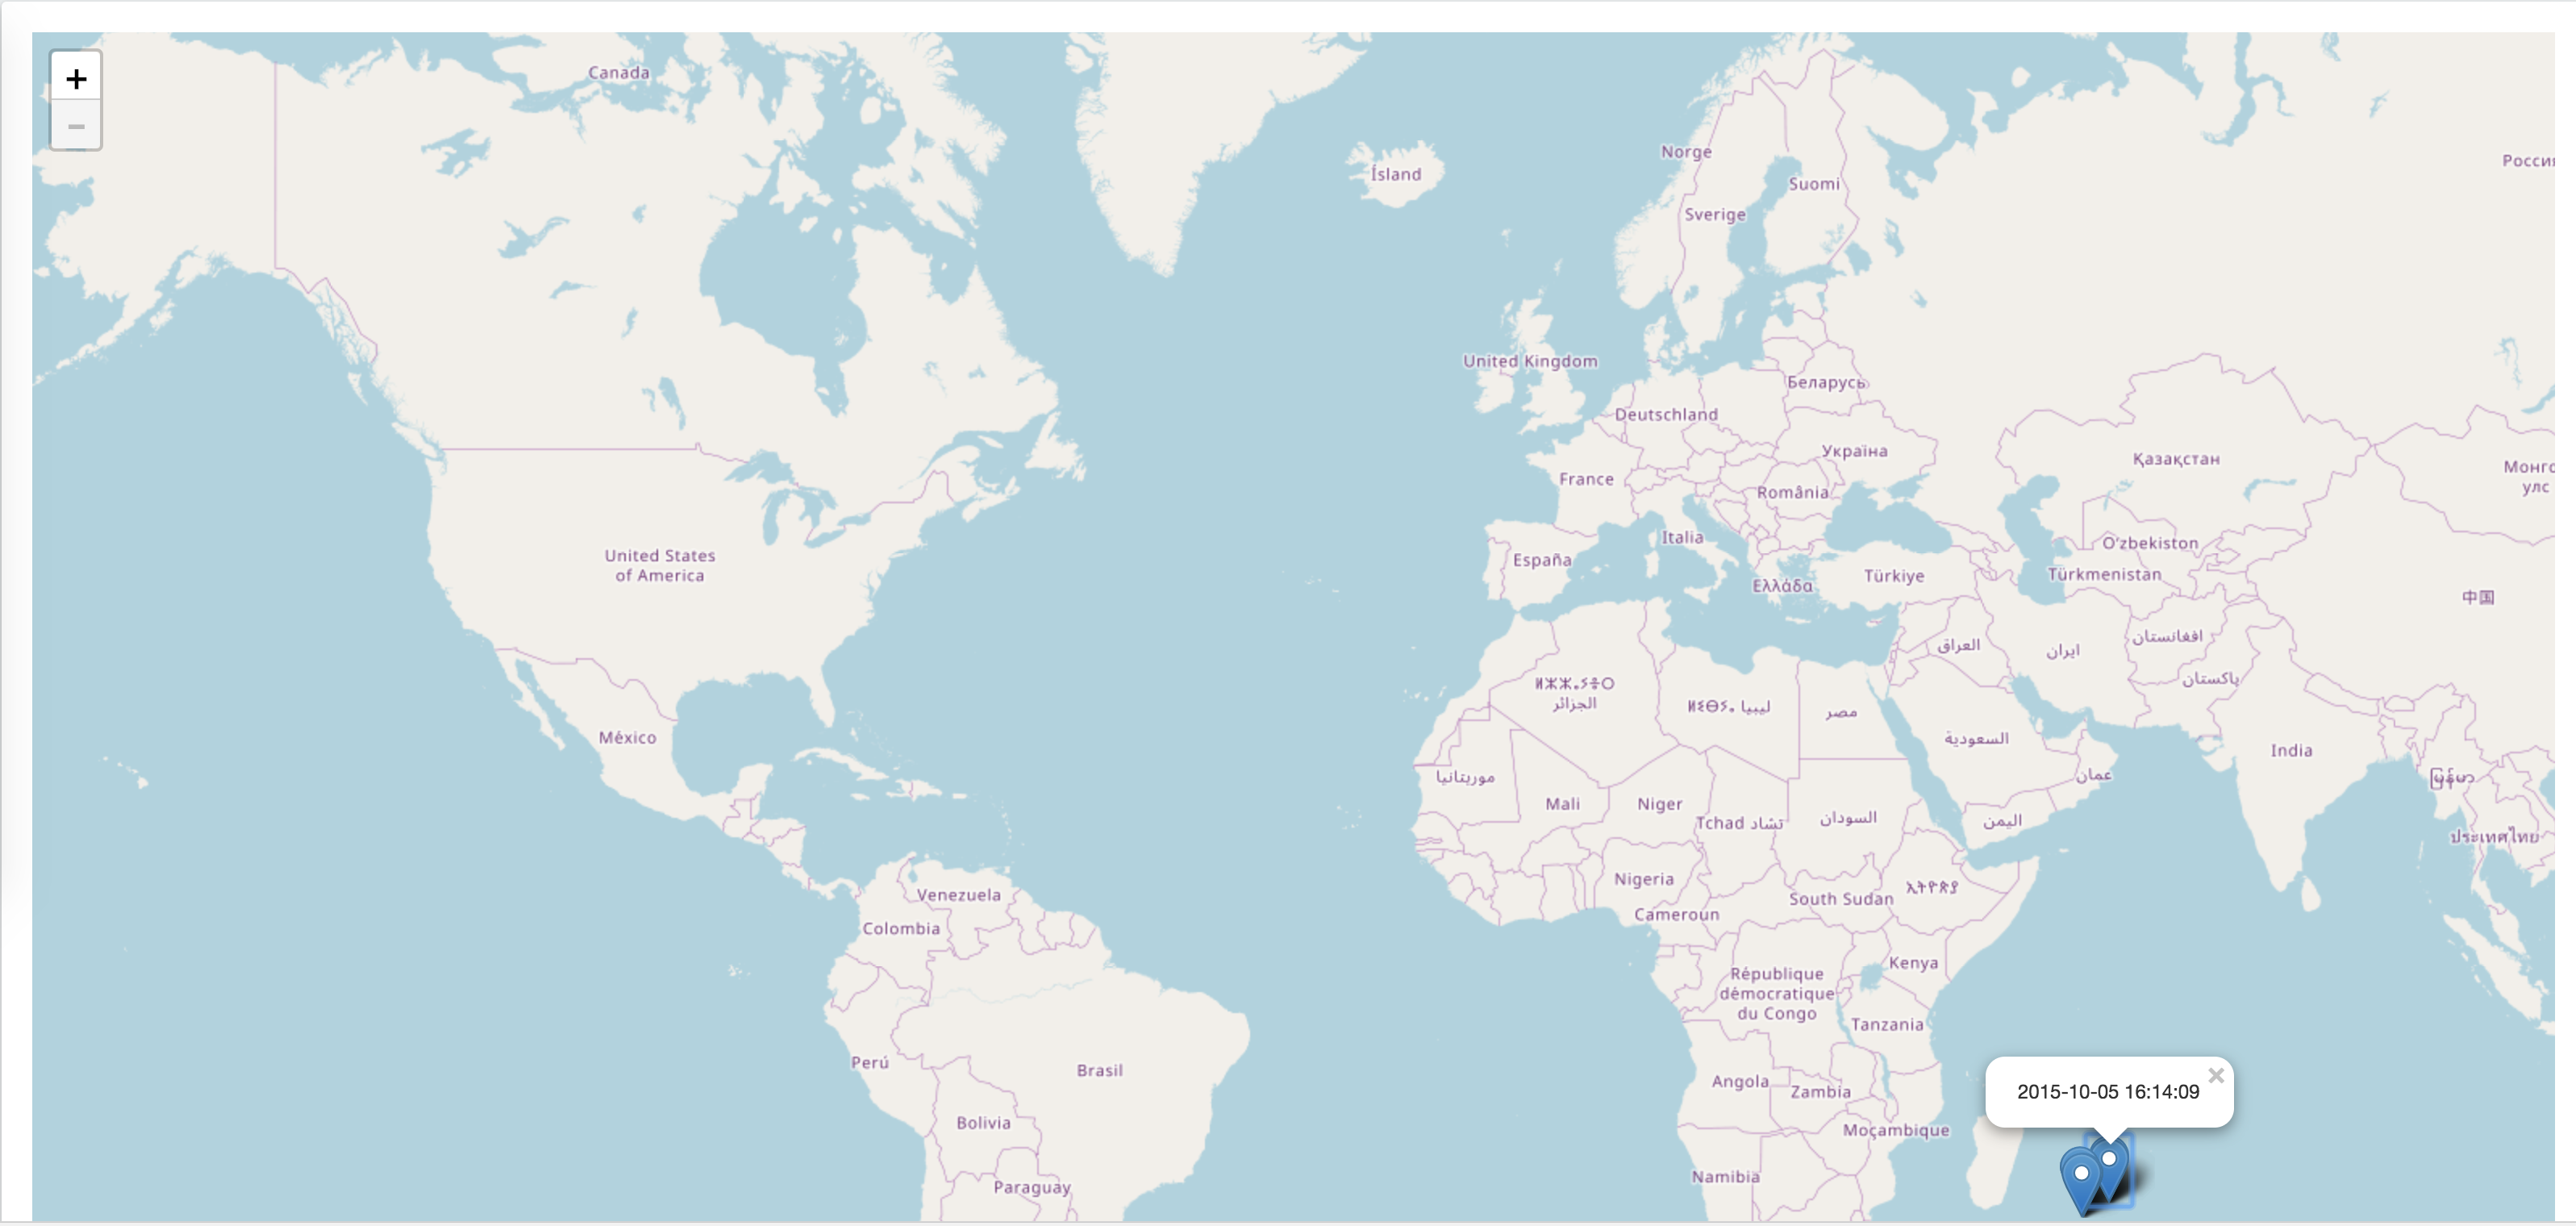 +
−
Canada
Ísland
Norge
Suomi
Sverige
Росси
United Kingdom
Беларусь
Deutschland
Україна
Қазақстан
Монго
улс
France
România
Italia
España
Ελλάδα
Türkiye
Oʻzbekiston
Türkmenistan
中国
United States
of America
العراق
ایران
افغانستان
پاکستان
ⵍⵣⵣⴰⵢⴻⵔ
الجزائر
ⵍⵉⴱⵢⴰ ليبيا
مصر
السعودية
عمان
India
မြန်မာ
México
موريتانيا
Mali
Niger
Tchad تشاد
السودان
اليمن
ประเทศไทย
Nigeria
South Sudan
ኢትዮጵያ
Cameroun
Venezuela
Colombia
Kenya
République
démocratique
du Congo
Tanzania
Perú
Brasil
Angola
Zambia
2015-10-05 16:14:09
×
Bolivia
Moçambique
Namibia
Paraguay